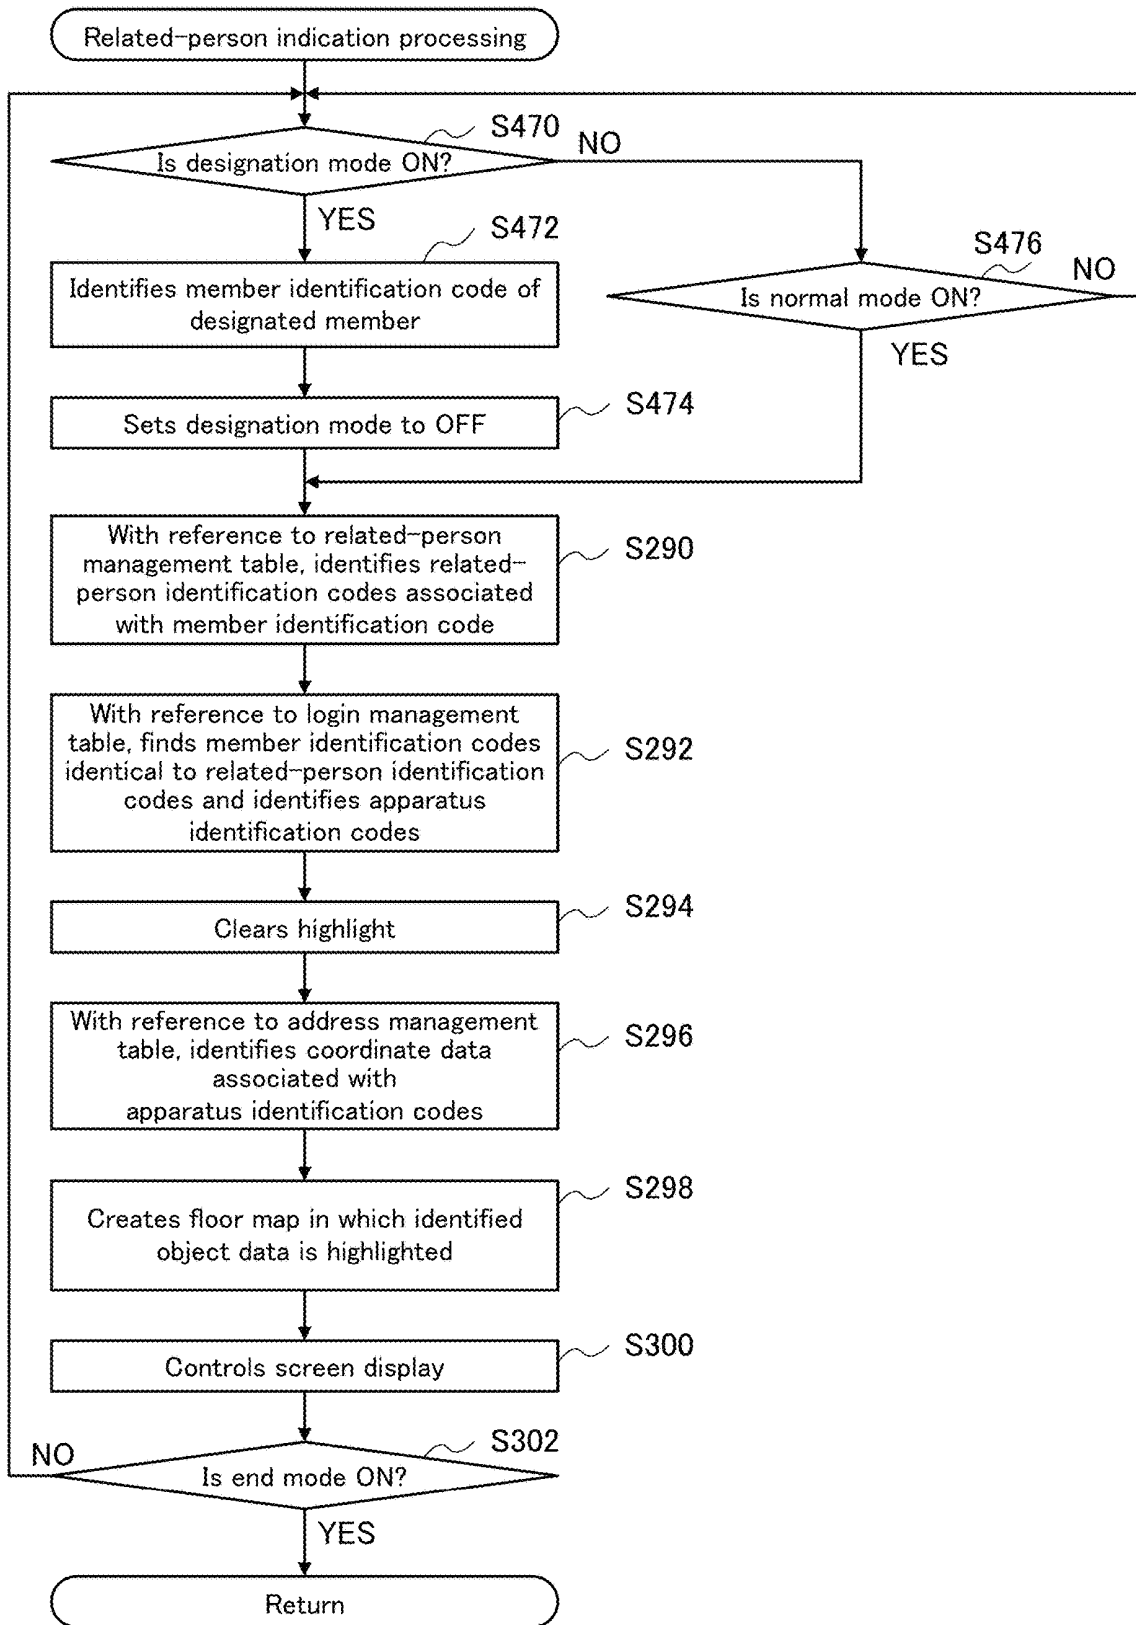 Related-person indication processing
S470
Is designation mode ON?
NO
YES
S472
Identifies member identification code of
designated member
S476
Is normal mode ON?
NO
YES
S474
Sets designation mode to OFF
With reference to related-person
management table, identifies related-
person identification codes associated
with member identification code
S290
With reference to login management
table, finds member identification codes
identical to related-person identification
codes and identifies apparatus
identification codes
S292
S294
Clears highlight
With reference to address management
table, identifies coordinate data
associated with
apparatus identification codes
S296
S298
Creates floor map in which identified
object data is highlighted
S300
Controls screen display
S302
NO
Is end mode ON?
YES
Return